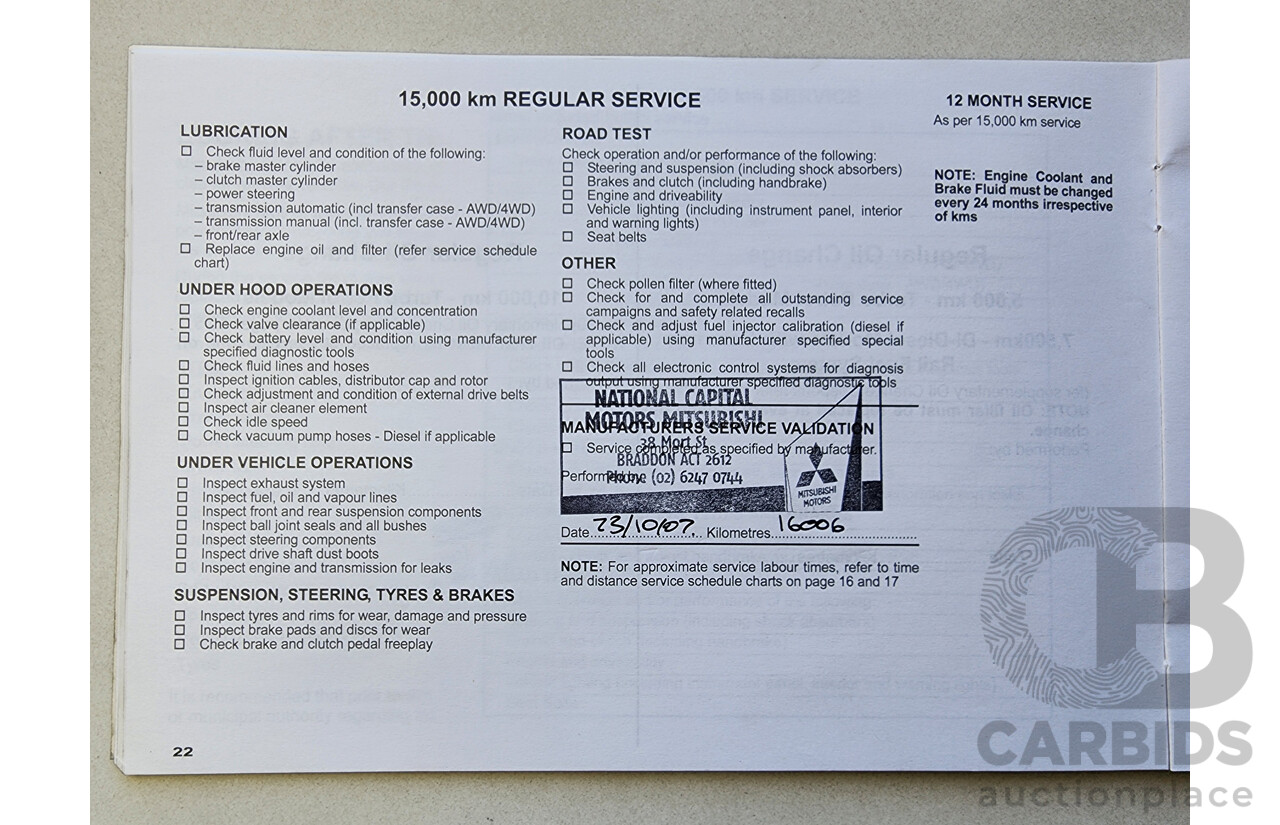 15,000 km REGULAR SERVICE
LUBRICATION
Check fluid level and condition of the following:
– brake master cylinder
– clutch master cylinder
– power steering
– transmission automatic (incl transfer case - AWD/4WD)
– transmission manual (incl. transfer case - AWD/4WD)
– front/rear axle
Replace engine oil and filter (refer service schedule
chart)
UNDER HOOD OPERATIONS
Check engine coolant level and concentration
Check valve clearance (if applicable)
Check battery level and condition using manufacturer
specified diagnostic tools
Check fluid lines and hoses
Inspect ignition cables, distributor cap and rotor
Check adjustment and condition of external drive belts
Inspect air cleaner element
Check idle speed
Check vacuum pump hoses - Diesel if applicable
UNDER VEHICLE OPERATIONS
Inspect exhaust system
Inspect fuel, oil and vapour lines
Inspect front and rear suspension components
Inspect ball joint seals and all bushes
Inspect steering components
Inspect drive shaft dust boots
Inspect engine and transmission for leaks
SUSPENSION, STEERING, TYRES & BRAKES
Inspect tyres and rims for wear, damage and pressure
Inspect brake pads and discs for wear
Check brake and clutch pedal freeplay
22
ROAD TEST
Check operation and/or performance of the following:
Steering and suspension (including shock absorbers)
Brakes and clutch (including handbrake)
Engine and driveability
Vehicle lighting (including instrument panel, interior
and warning lights)
Seat belts
OTHER
Check pollen filter (where fitted)
Check for and complete all outstanding service
campaigns and safety related recalls
Check and adjust fuel injector calibration (diesel if
applicable) using manufacturer specified special
tools
Check all electronic control systems for diagnosis
output using manufacturer specified diagnostic tools
NATIONAL CAPITAL
MOTORS MITSUBISHI
MANUFACTURERS SERVICE VALIDATION
38 Mort St
Service completed as specified by manufacturer.
BRADDON ACT 2612
Performed by:
Phone (02) 6247 0744
MITSUBISHI
MOTORS
Date 23/10/07 Kilometres 16006
NOTE: For approximate service labour times, refer to time
and distance service schedule charts on page 16 and 17
12 MONTH SERVICE
As per 15,000 km service
NOTE: Engine Coolant and
Brake Fluid must be changed
every 24 months irrespective
of kms
CARBIDS
auctionplace